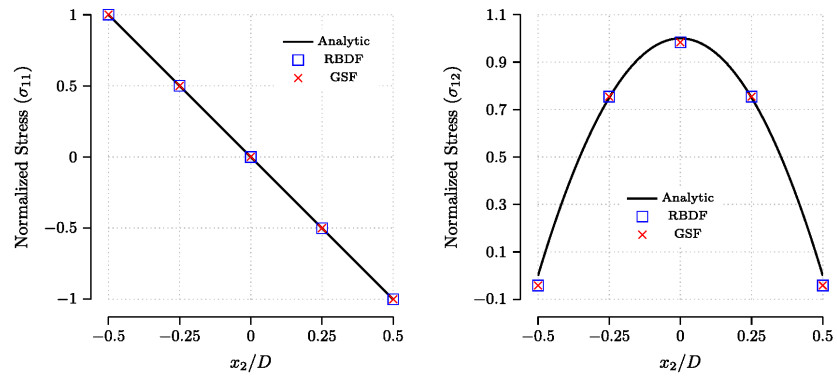 Normalized Stress (σ₁₁)
1
0.5
0
−0.5
−1
Analytic
RBDF
GSF
−0.5 −0.25 0 0.25 0.5
x₂/D
Normalized Stress (σ₁₂)
1.1
0.9
0.7
0.5
0.3
0.1
−0.1
Analytic
RBDF
GSF
−0.5 −0.25 0 0.25 0.5
x₂/D